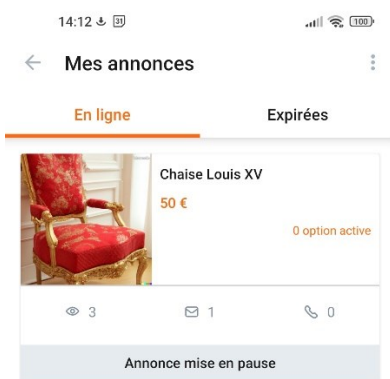 14:12 31 100
Mes annonces
En ligne Expirées
Chaise Louis XV
50 €
0 option active
3 1 0
Annonce mise en pause